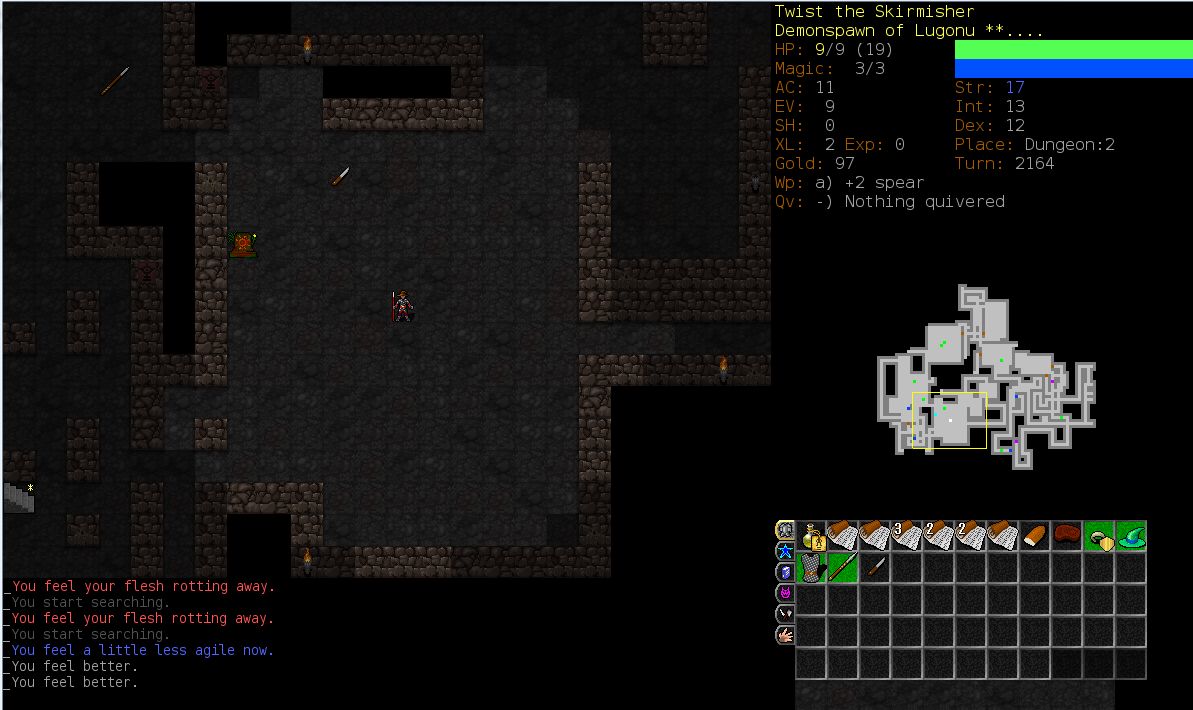 Twist the Skirmisher
Demonspawn of Lugonu **....
HP: 9/9 (19)
Magic: 3/3
AC: 11 Str: 17
EV: 9 Int: 13
SH: 0 Dex: 12
XL: 2 Exp: 0 Place: Dungeon:2
Gold: 97 Turn: 2164
Wp: a) +2 spear
Qv: -) Nothing quivered
3 2 2
_You feel your flesh rotting away.
_You start searching.
_You feel your flesh rotting away.
_You start searching.
_You feel a little less agile now.
_You feel better.
_You feel better.